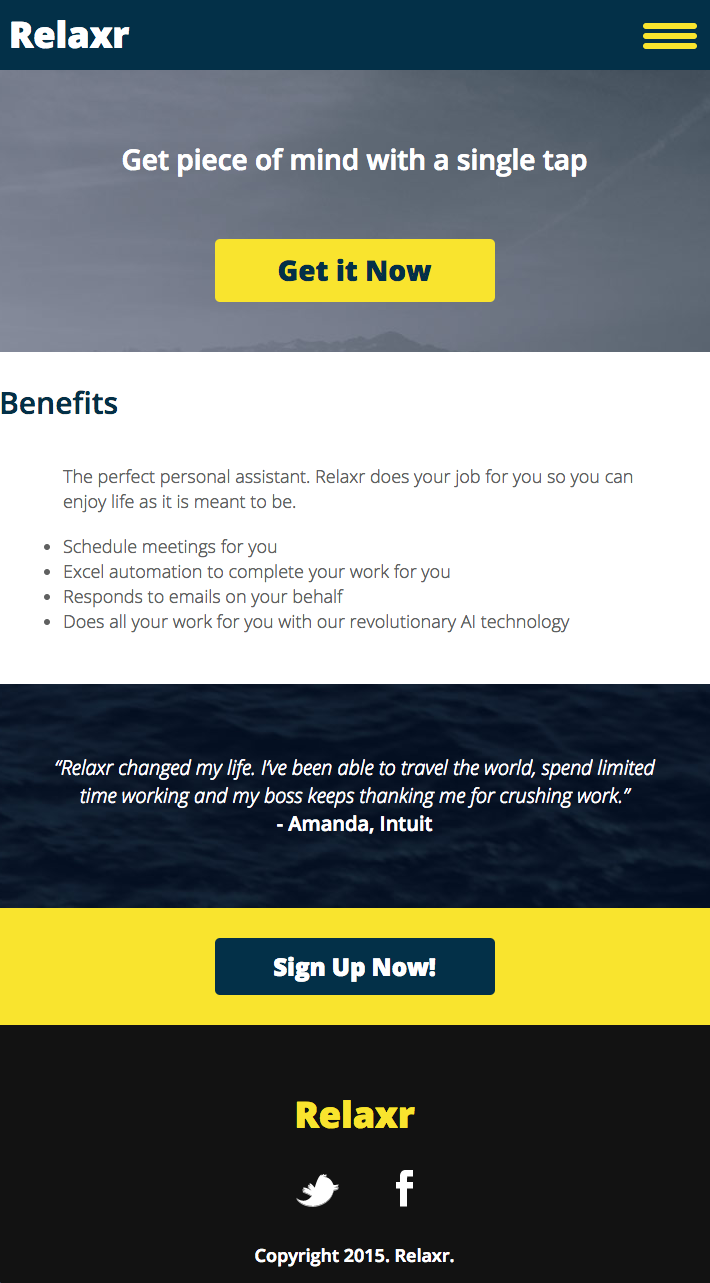 Relaxr
Get piece of mind with a single tap
Get it Now
Benefits
The perfect personal assistant. Relaxr does your job for you so you can
enjoy life as it is meant to be.
• Schedule meetings for you
• Excel automation to complete your work for you
• Responds to emails on your behalf
• Does all your work for you with our revolutionary AI technology
“Relaxr changed my life. I’ve been able to travel the world, spend limited
time working and my boss keeps thanking me for crushing work.”
- Amanda, Intuit
Sign Up Now!
Relaxr
Copyright 2015. Relaxr.